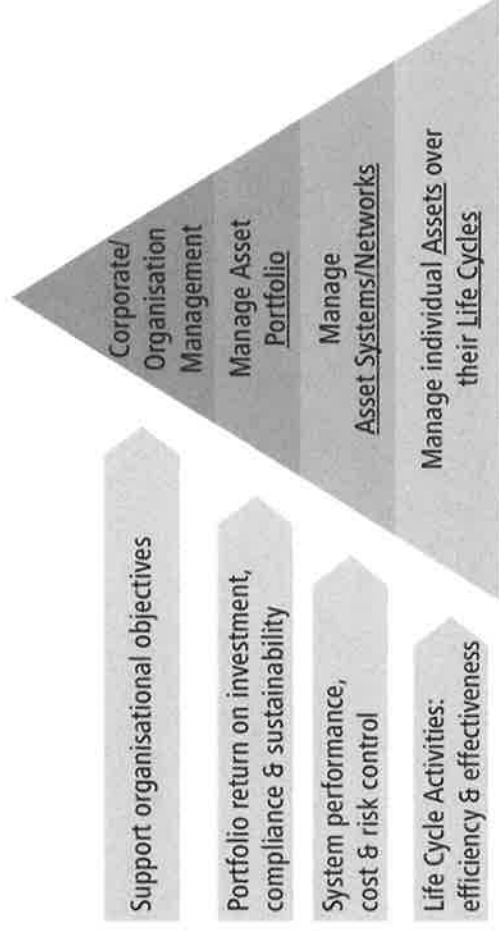 Support organisational objectives
Corporate/
Organisation
Management
Portfolio return on investment,
compliance & sustainability
Manage Asset
Portfolio
System performance,
cost & risk control
Manage
Asset Systems/Networks
Life Cycle Activities:
efficiency & effectiveness
Manage individual Assets over
their Life Cycles